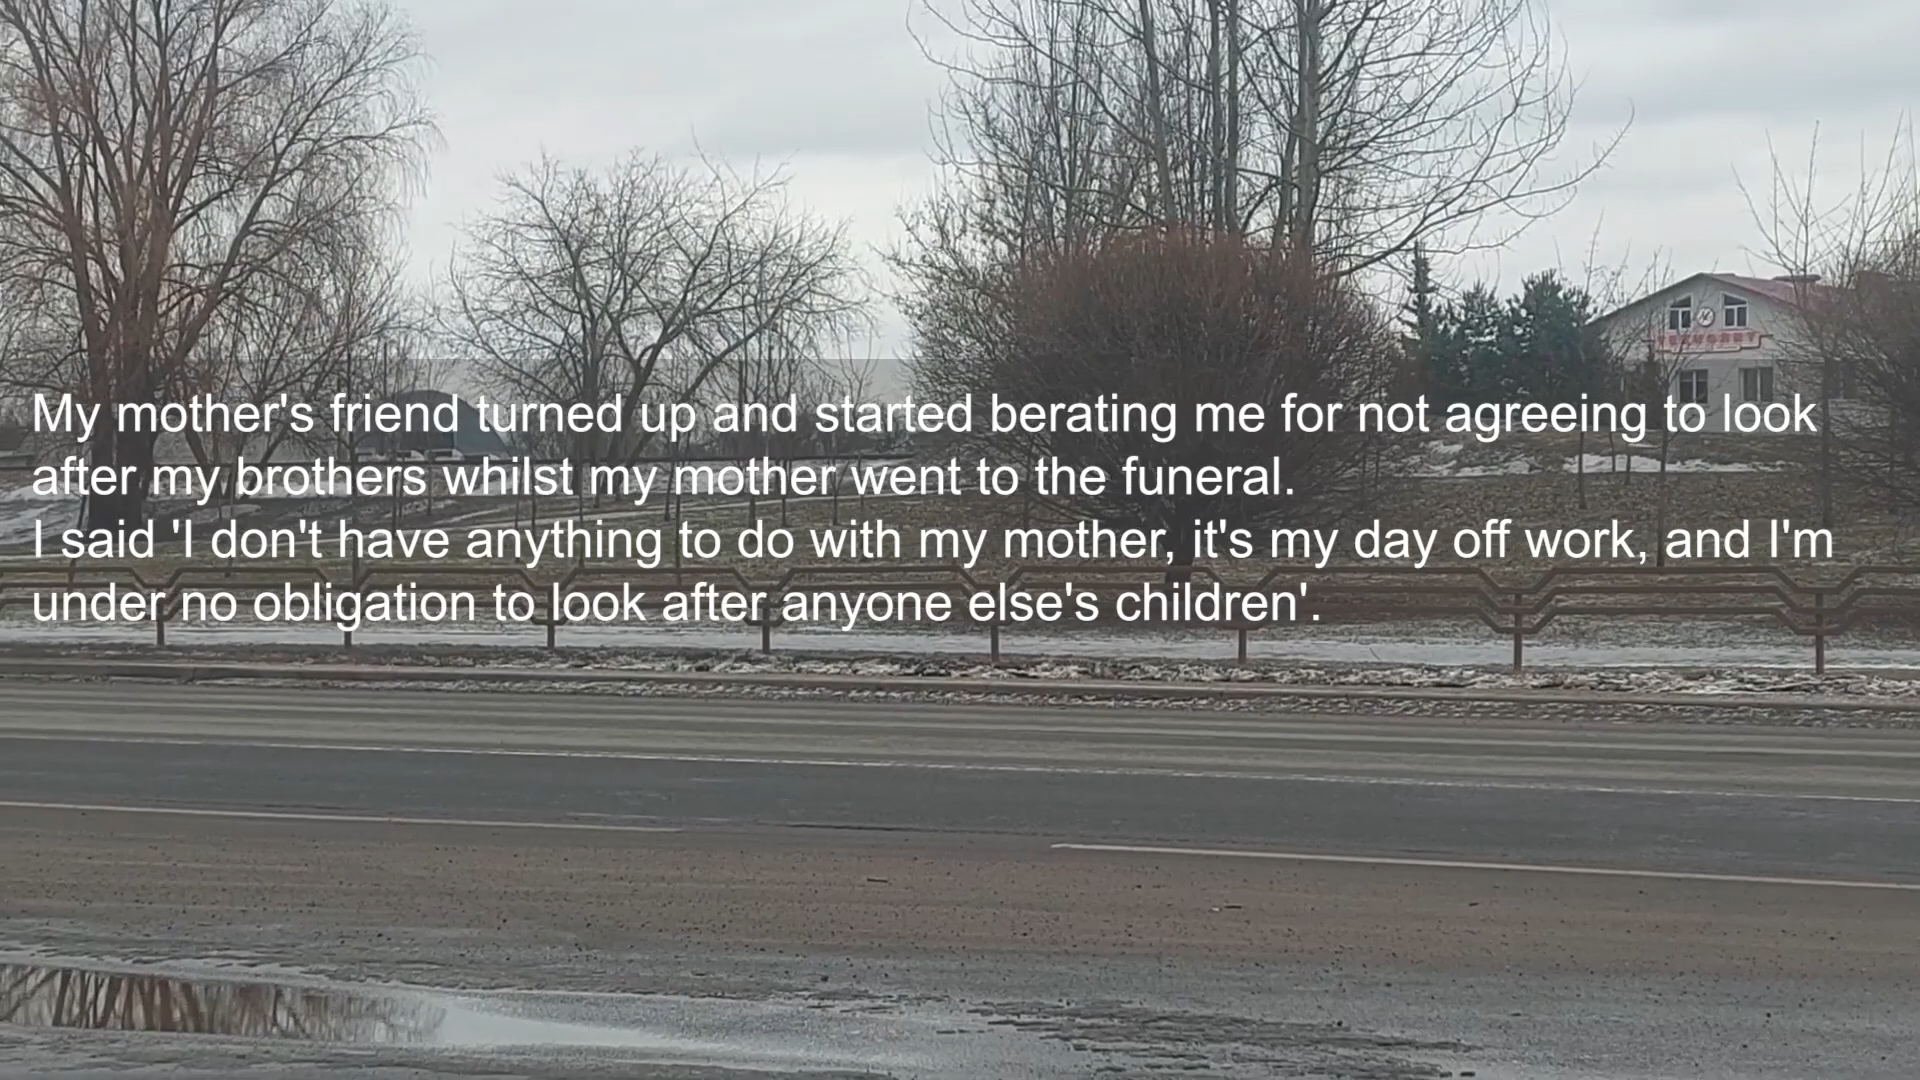 My mother's friend turned up and started berating me for not agreeing to look
after my brothers whilst my mother went to the funeral.
I said 'I don't have anything to do with my mother, it's my day off work, and I'm
under no obligation to look after anyone else's children'.